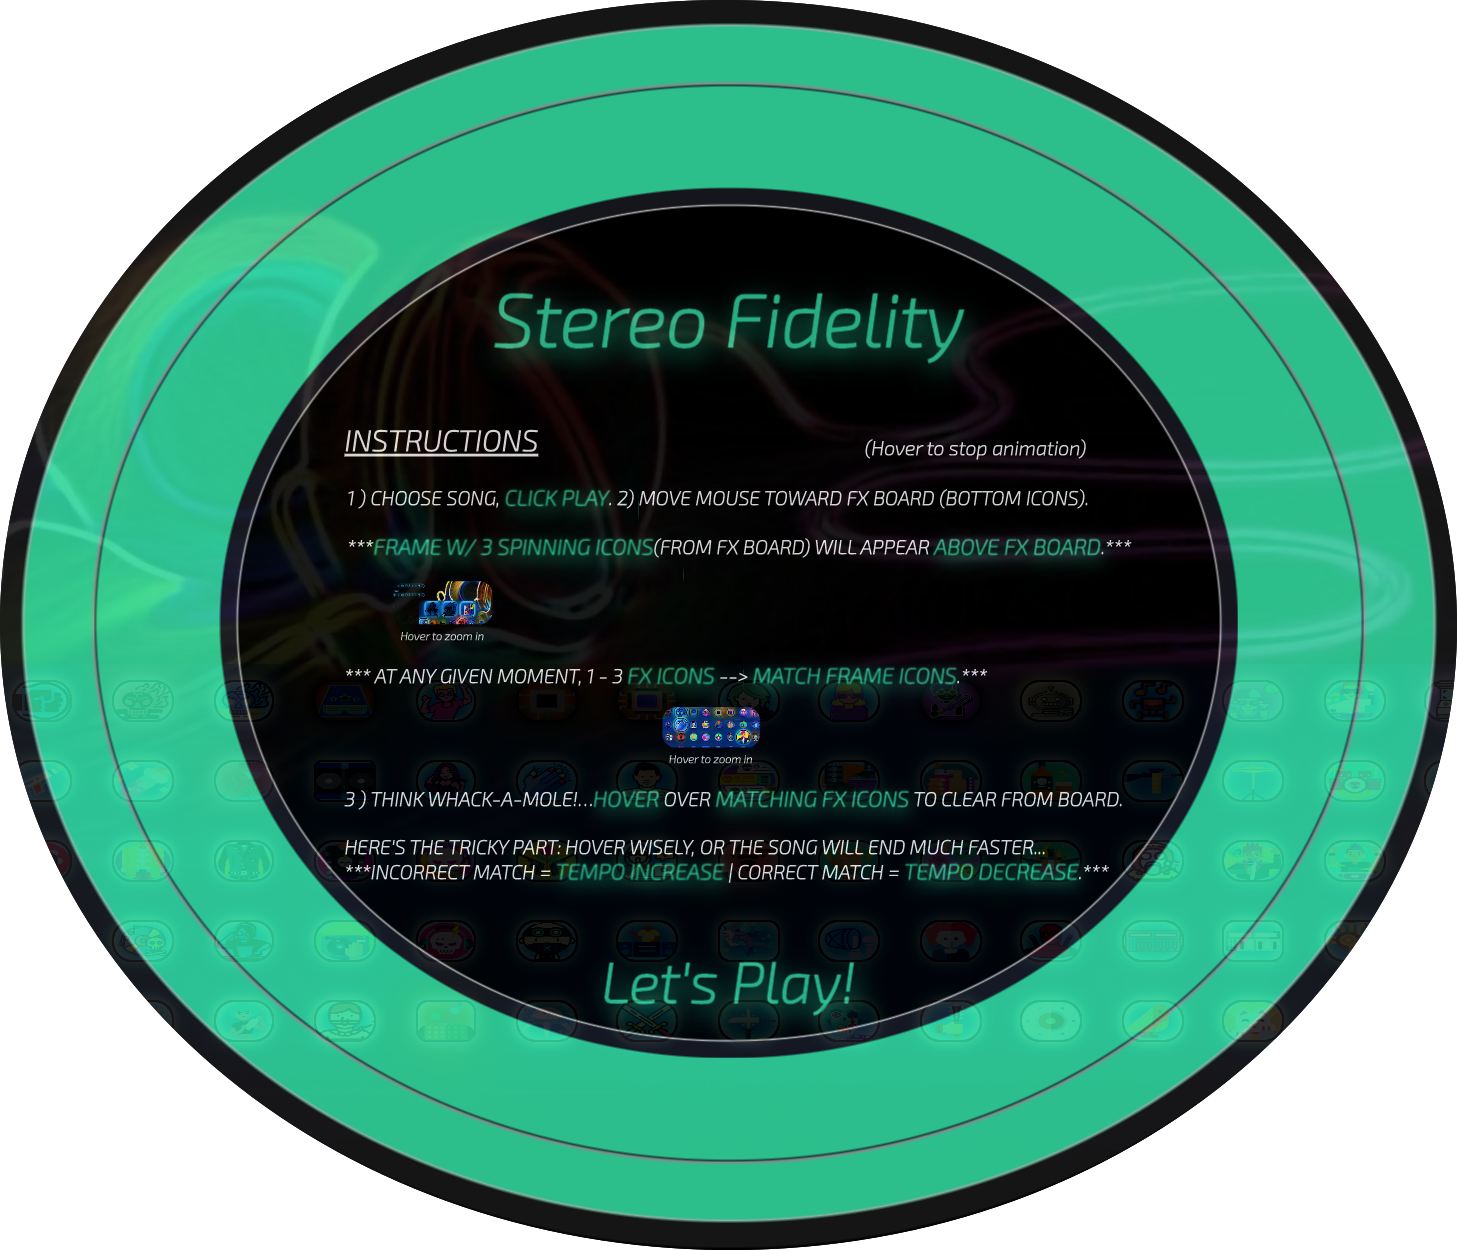 Stereo Fidelity
INSTRUCTIONS
(Hover to stop animation)
1 ) CHOOSE SONG, CLICK PLAY. 2) MOVE MOUSE TOWARD FX BOARD (BOTTOM ICONS).
***FRAME W/ 3 SPINNING ICONS(FROM FX BOARD) WILL APPEAR ABOVE FX BOARD.***
Hover to zoom in
*** AT ANY GIVEN MOMENT, 1 - 3 FX ICONS --> MATCH FRAME ICONS.***
Hover to zoom in
3 ) THINK WHACK-A-MOLE!...HOVER OVER MATCHING FX ICONS TO CLEAR FROM BOARD.
HERE'S THE TRICKY PART: HOVER WISELY, OR THE SONG WILL END MUCH FASTER...
***INCORRECT MATCH = TEMPO INCREASE | CORRECT MATCH = TEMPO DECREASE.***
Let's Play!